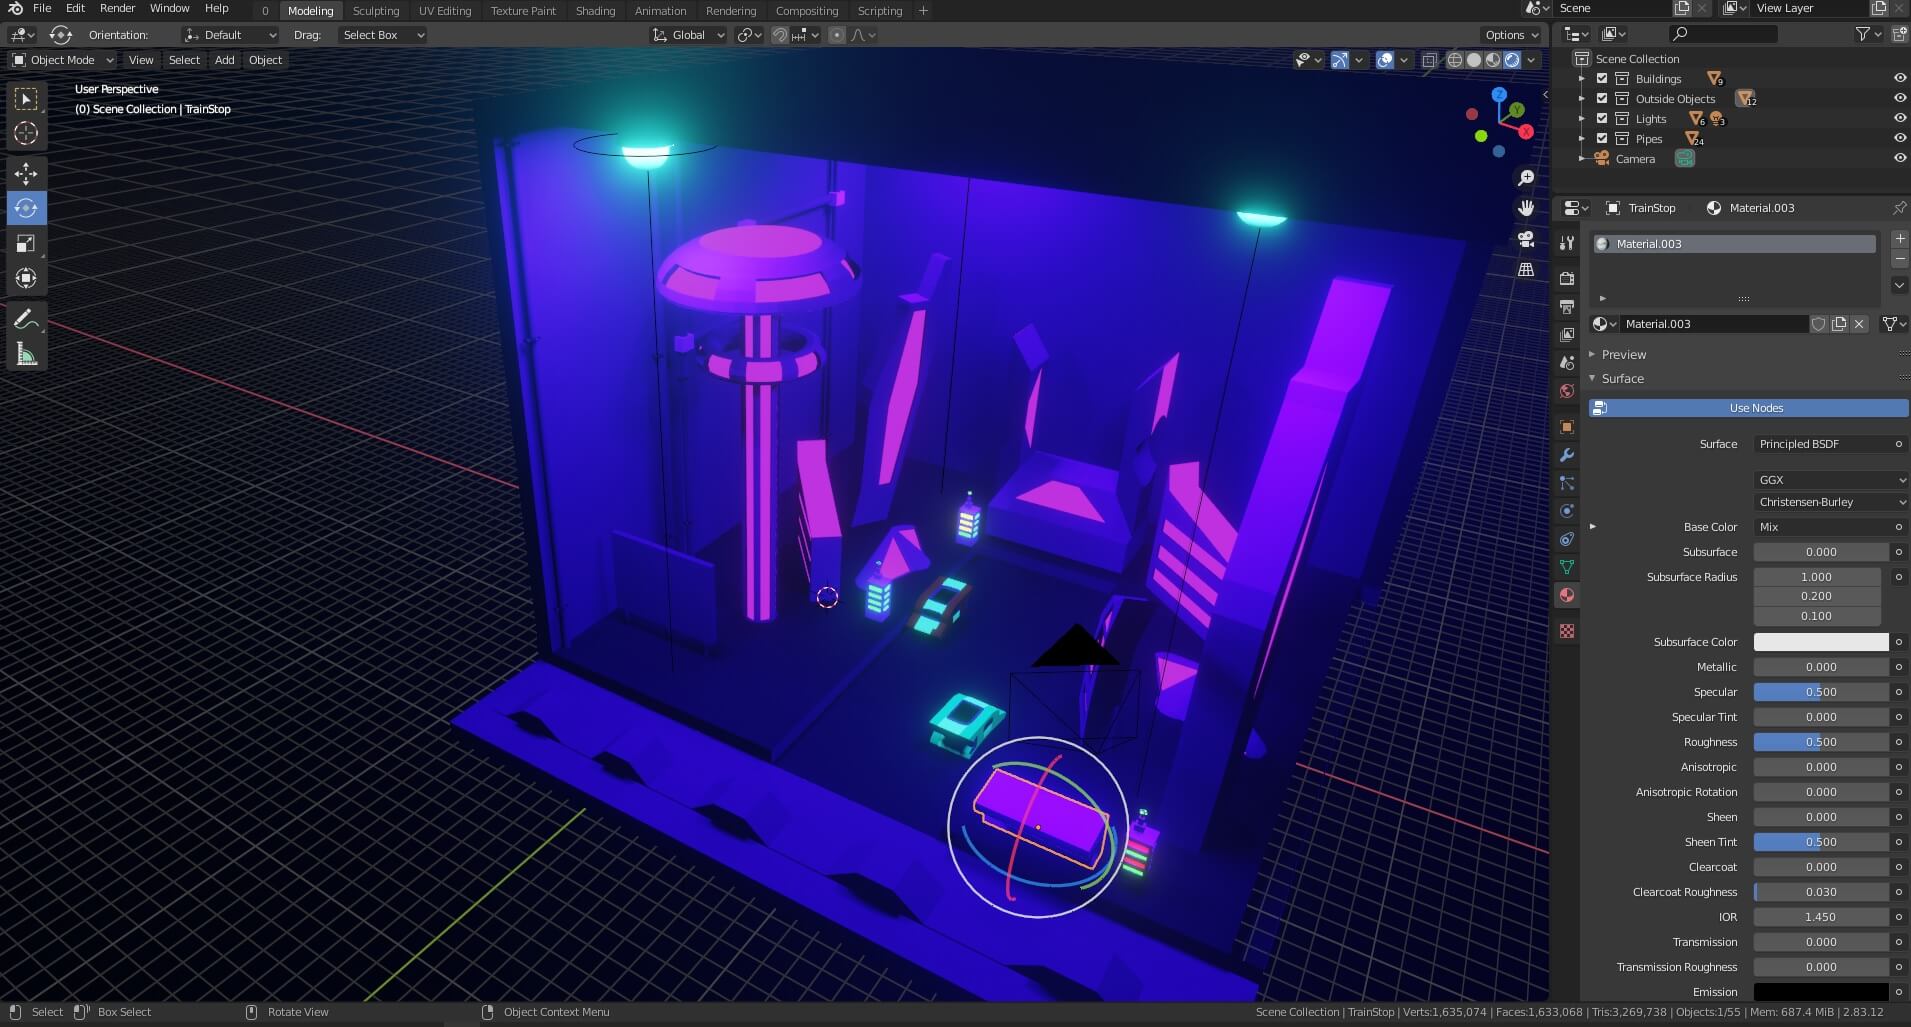 File Edit Render Window Help 0 Modeling Sculpting UV Editing Texture Paint Shading Animation Rendering Compositing Scripting + Scene View Layer
Orientation: Default Drag: Select Box Global Options
Object Mode View Select Add Object
User Perspective
(0) Scene Collection | TrainStop
Z
Y
X
Scene Collection
Buildings 9
Outside Objects 12
Lights 6 3
Pipes 24
Camera
TrainStop Material.003
Material.003
Material.003
Preview
Surface
Use Nodes
Surface Principled BSDF
GGX
Christensen-Burley
Base Color Mix
Subsurface 0.000
Subsurface Radius 1.000
0.200
0.100
Subsurface Color
Metallic 0.000
Specular 0.500
Specular Tint 0.000
Roughness 0.500
Anisotropic 0.000
Anisotropic Rotation 0.000
Sheen 0.000
Sheen Tint 0.500
Clearcoat 0.000
Clearcoat Roughness 0.030
IOR 1.450
Transmission 0.000
Transmission Roughness 0.000
Emission
Select Box Select Rotate View Object Context Menu Scene Collection | TrainStop | Verts:1,635,074 | Faces:1,633,068 | Tris:3,269,738 | Objects:1/55 | Mem: 687.4 MiB | 2.83.12